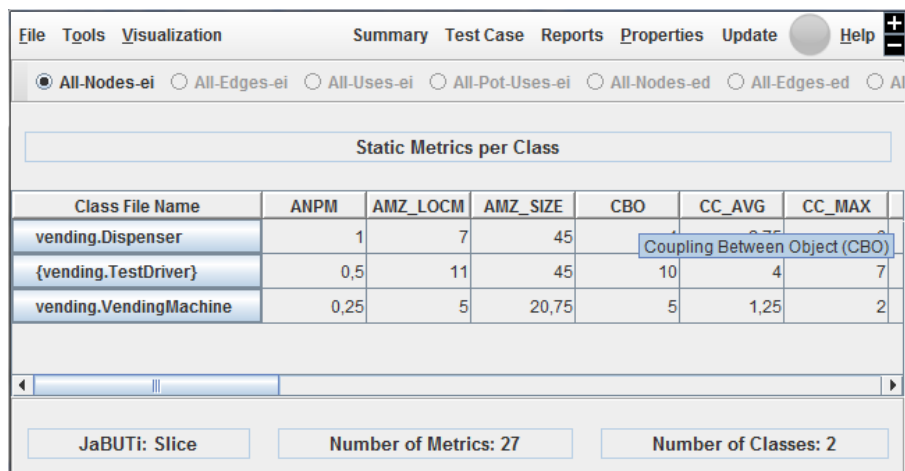 File Tools Visualization Summary Test Case Reports Properties Update Help
All-Nodes-ei All-Edges-ei All-Uses-ei All-Pot-Uses-ei All-Nodes-ed All-Edges-ed
Static Metrics per Class
Class File Name ANPM AMZ_LOCM AMZ_SIZE CBO CC_AVG CC_MAX
vending.Dispenser 1 7 45
Coupling Between Object (CBO)
{vending.TestDriver} 0,5 11 45 10 4 7
vending.VendingMachine 0,25 5 20,75 5 1,25 2
JaBUTi: Slice Number of Metrics: 27 Number of Classes: 2